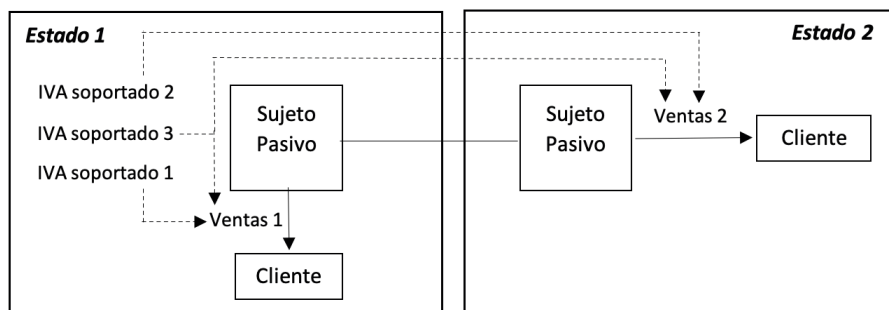 Estado 1
Estado 2
IVA soportado 2
IVA soportado 3
IVA soportado 1
Sujeto
Pasivo
Ventas 1
Cliente
Sujeto
Pasivo
Ventas 2
Cliente